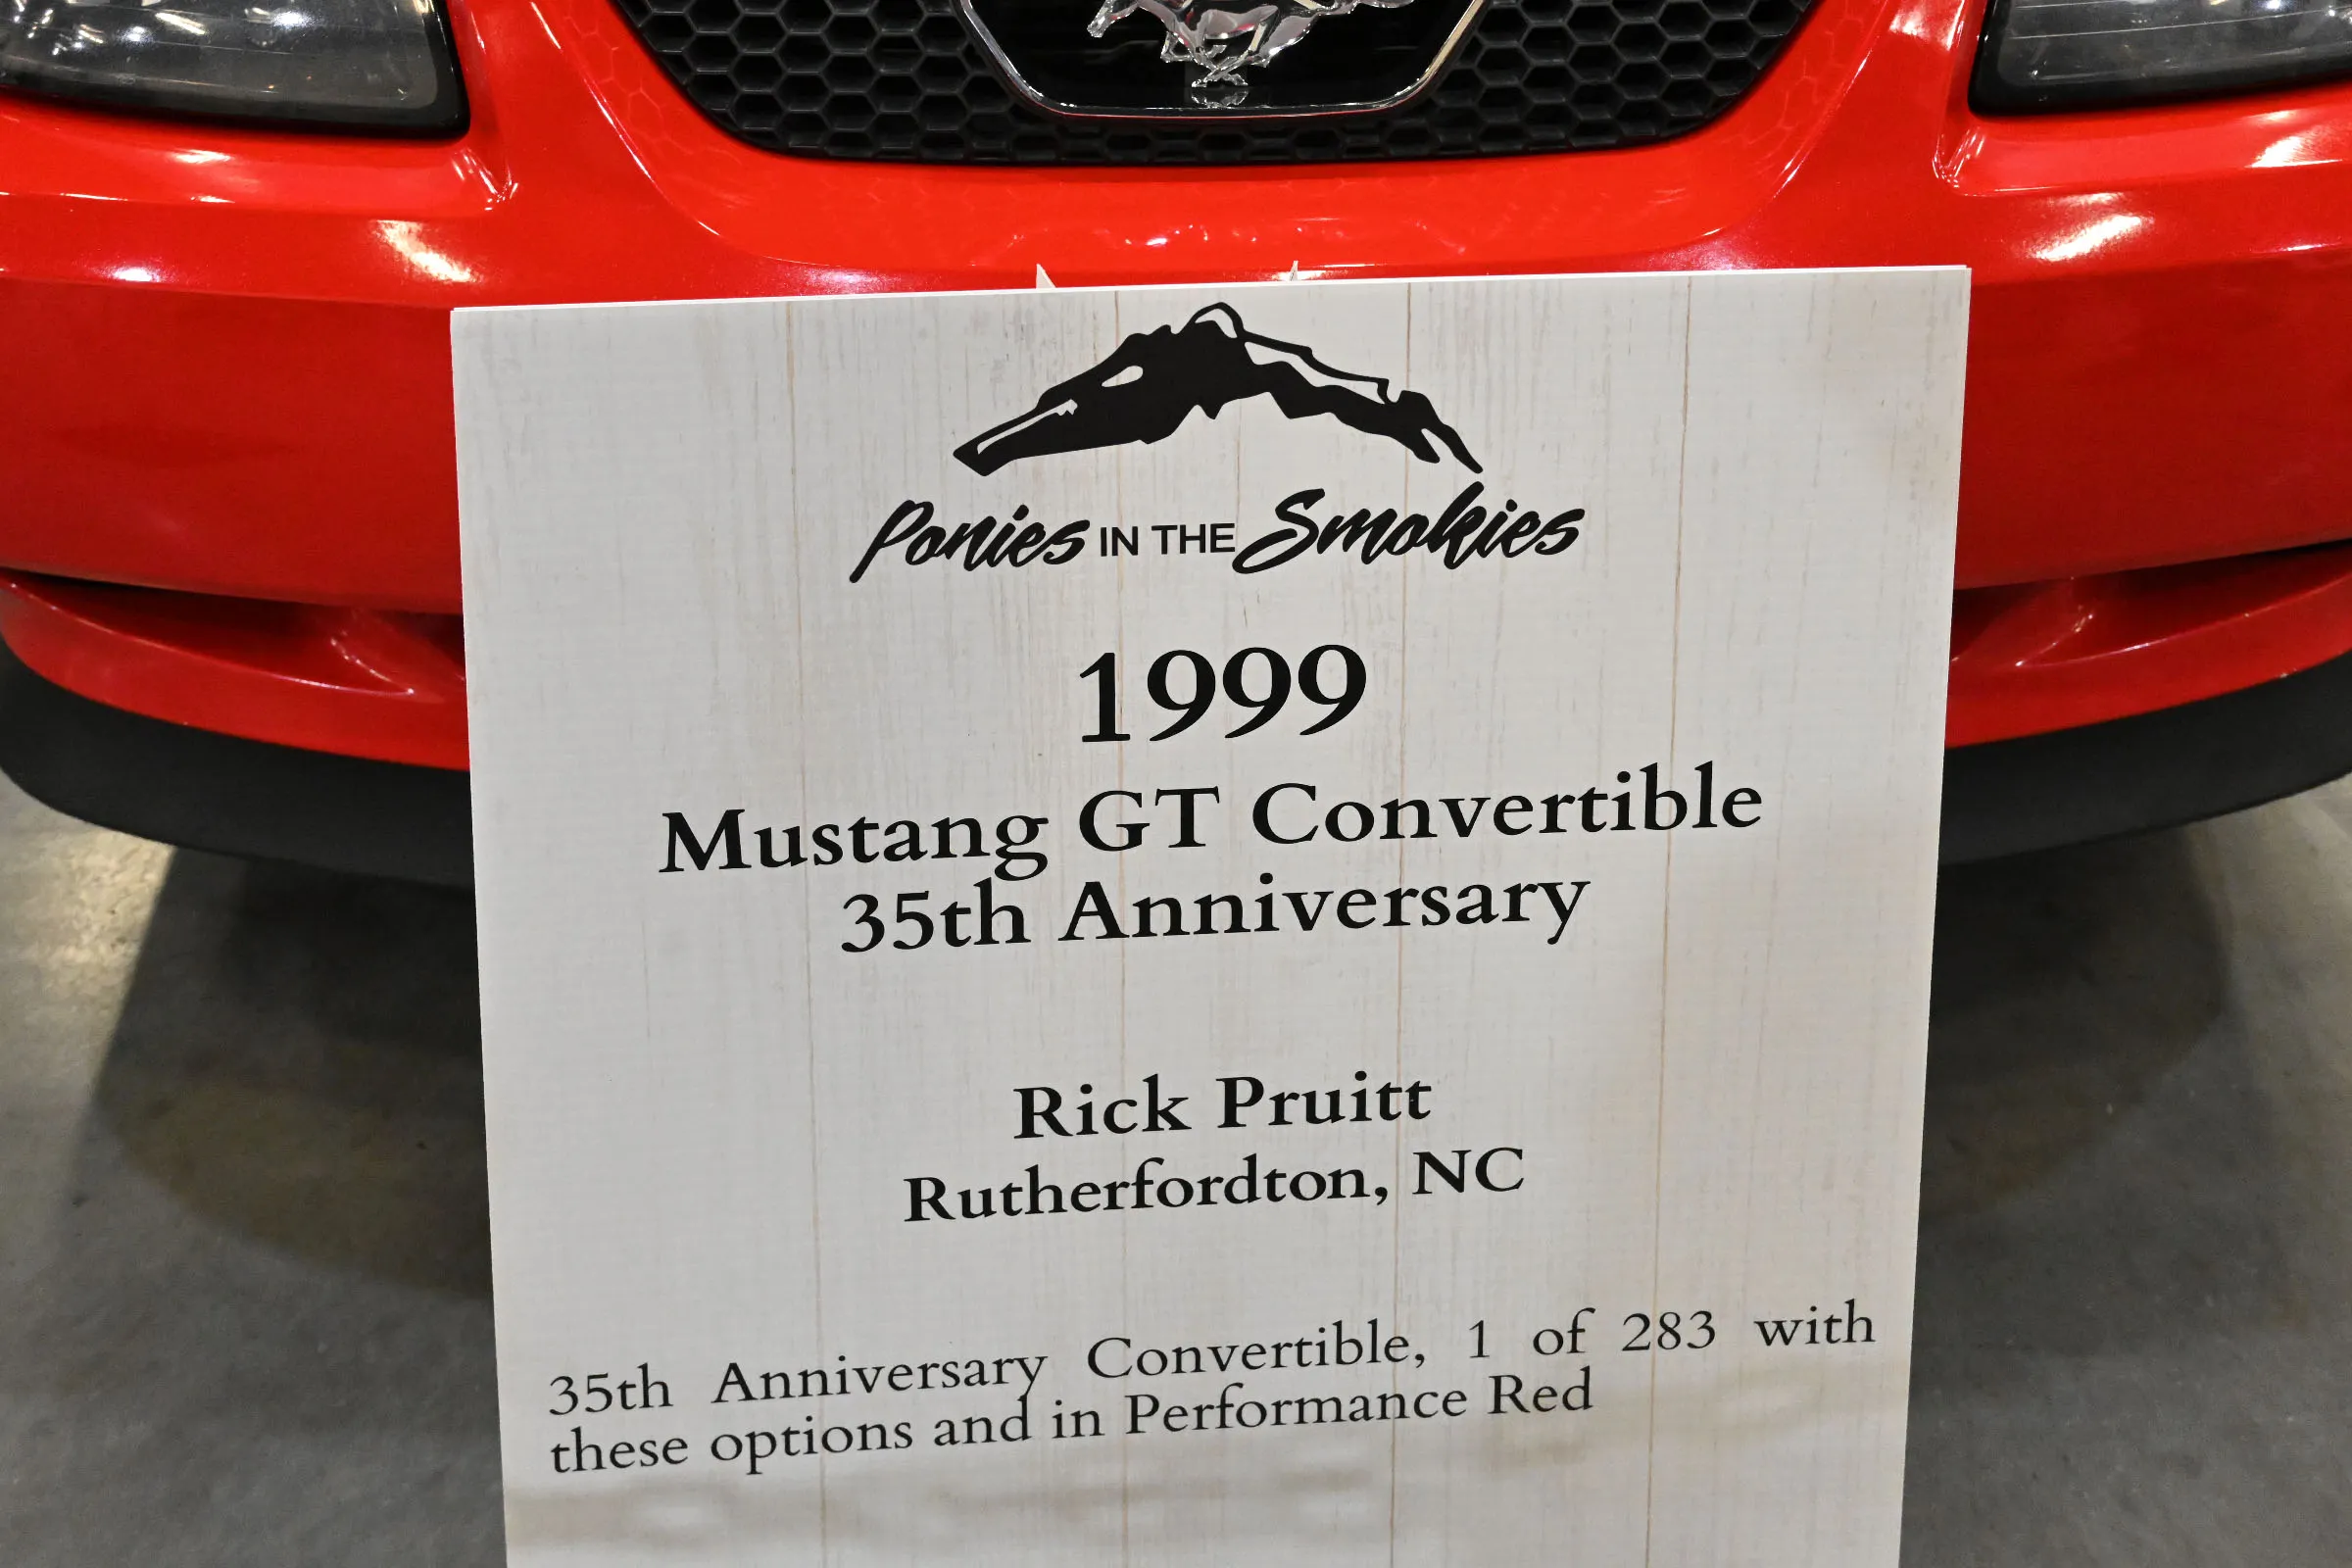 Ponies IN THE Smokies
1999
Mustang GT Convertible
35th Anniversary
Rick Pruitt
Rutherfordton, NC
35th Anniversary Convertible, 1 of 283 with
these options and in Performance Red